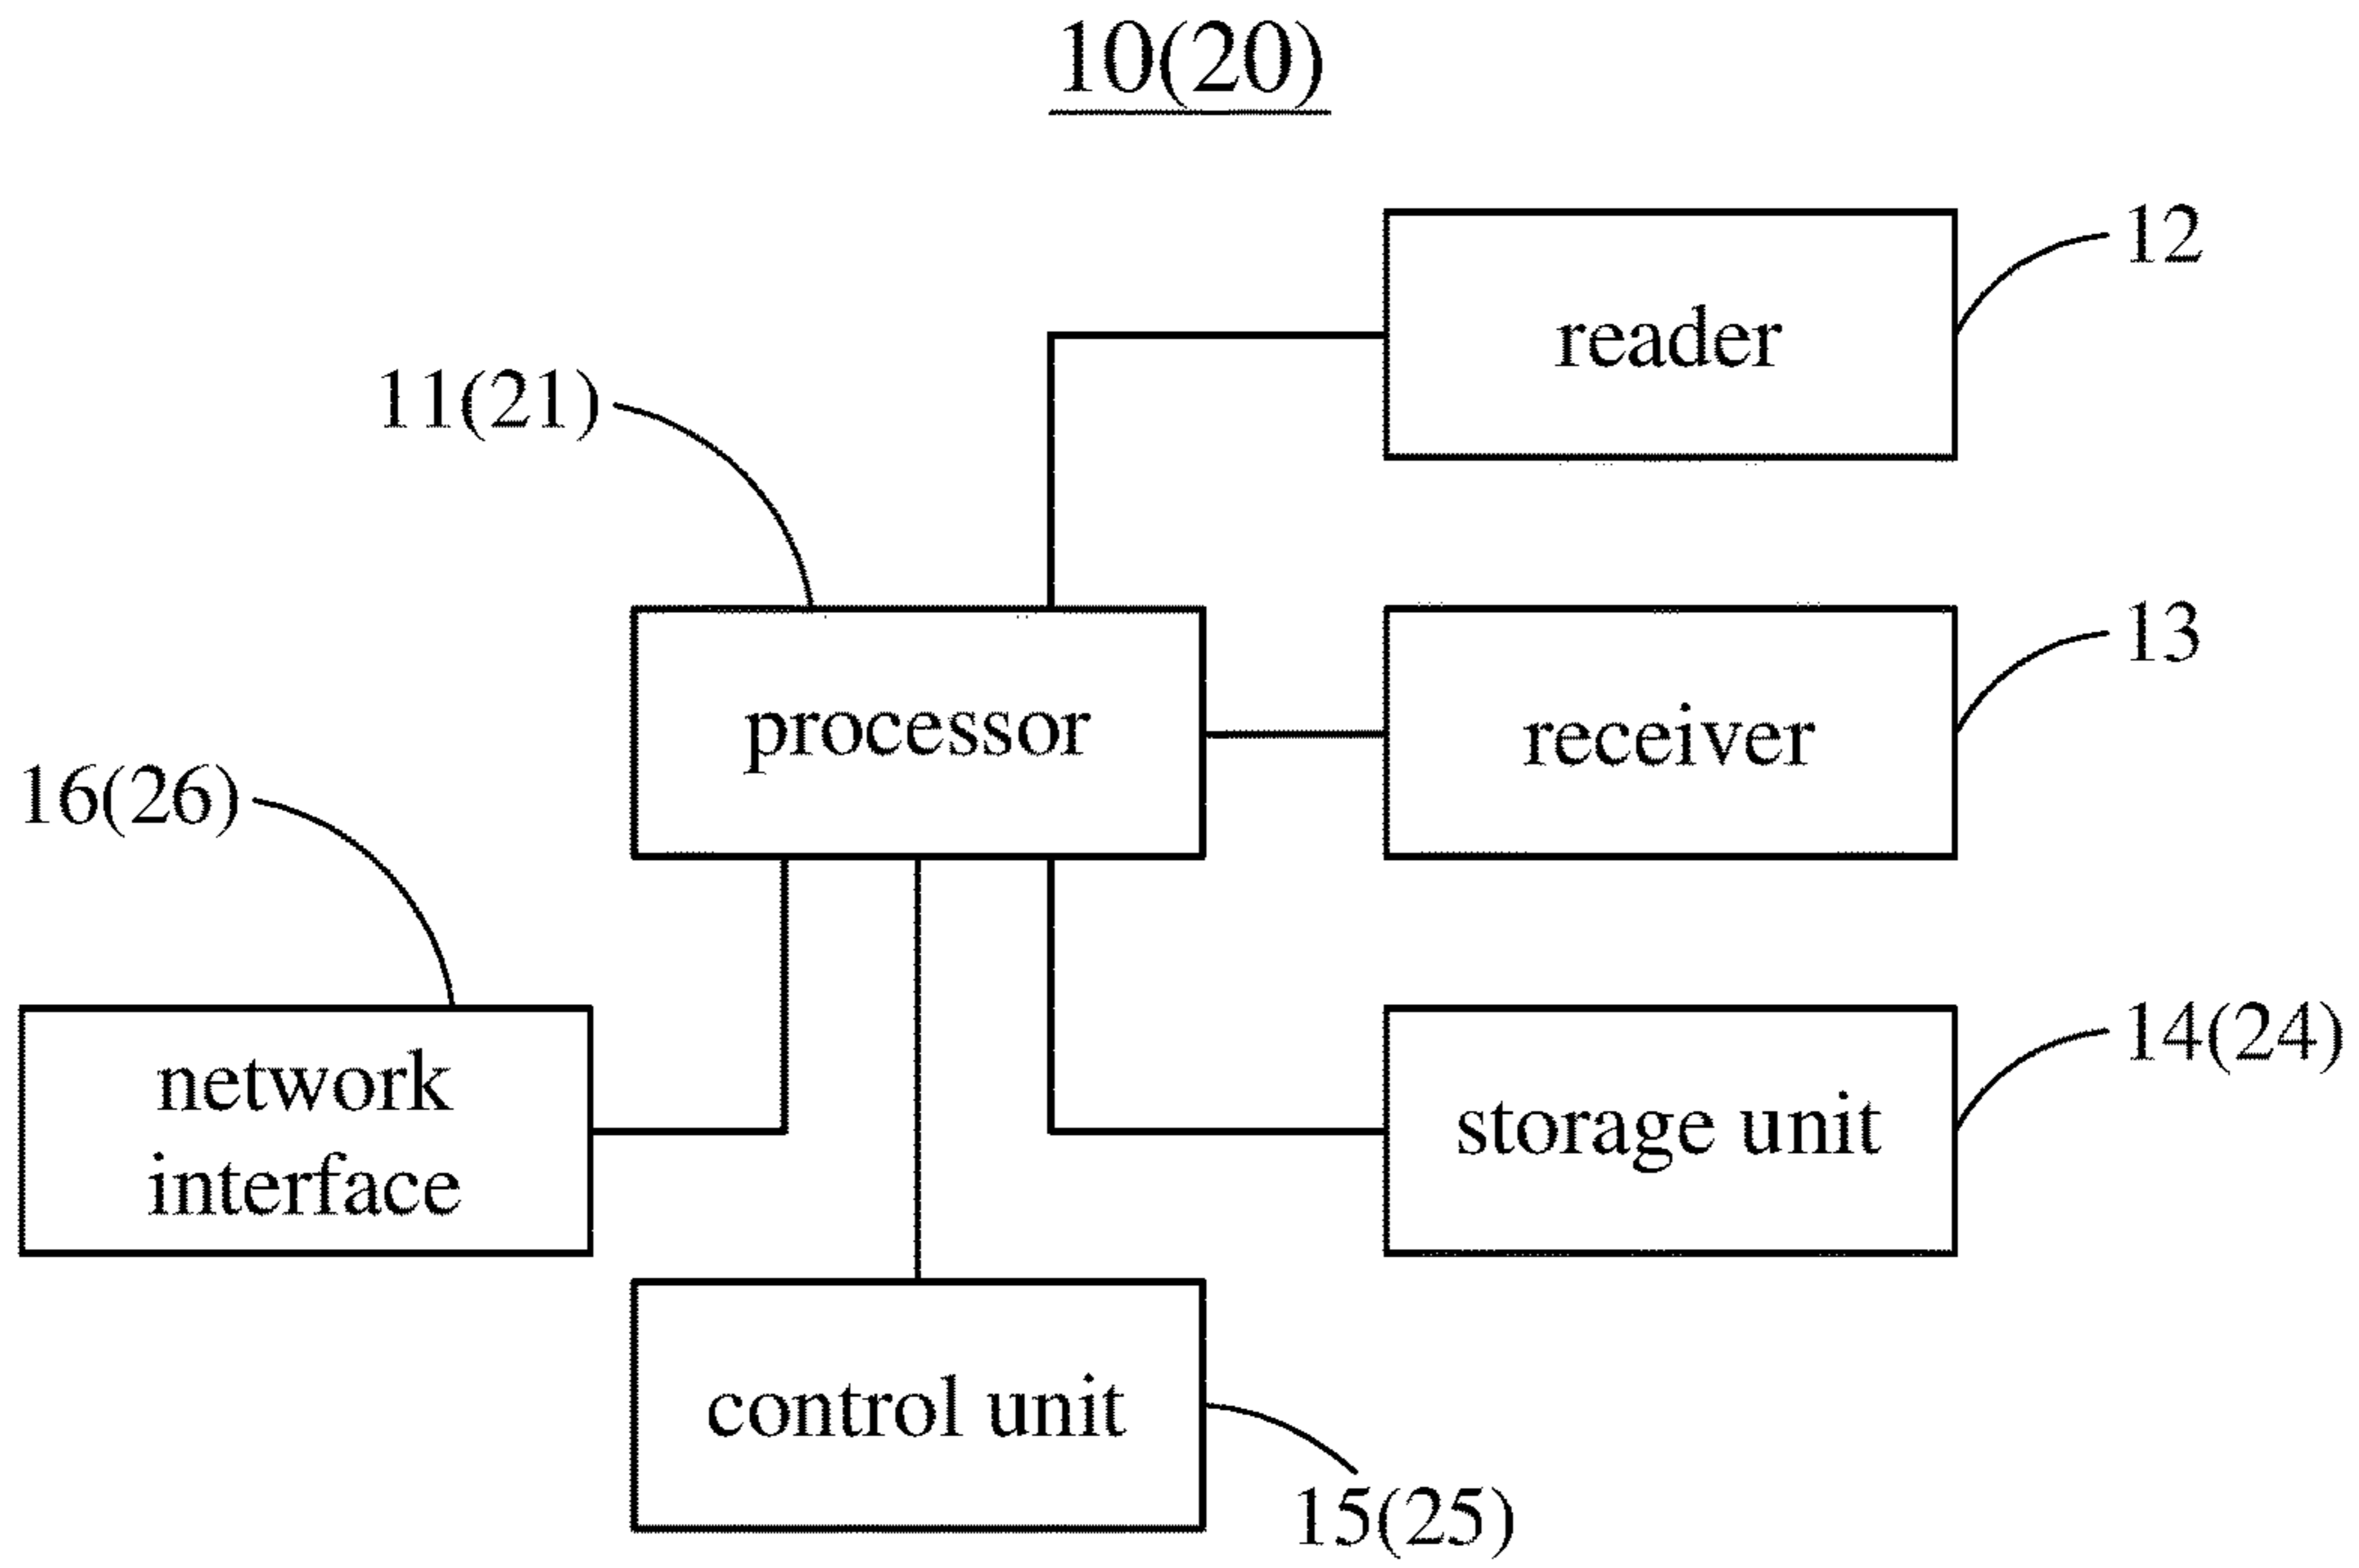 10(20)
12
reader
11(21)
13
processor
receiver
16(26)
14(24)
network
interface
storage unit
control unit
15(25)